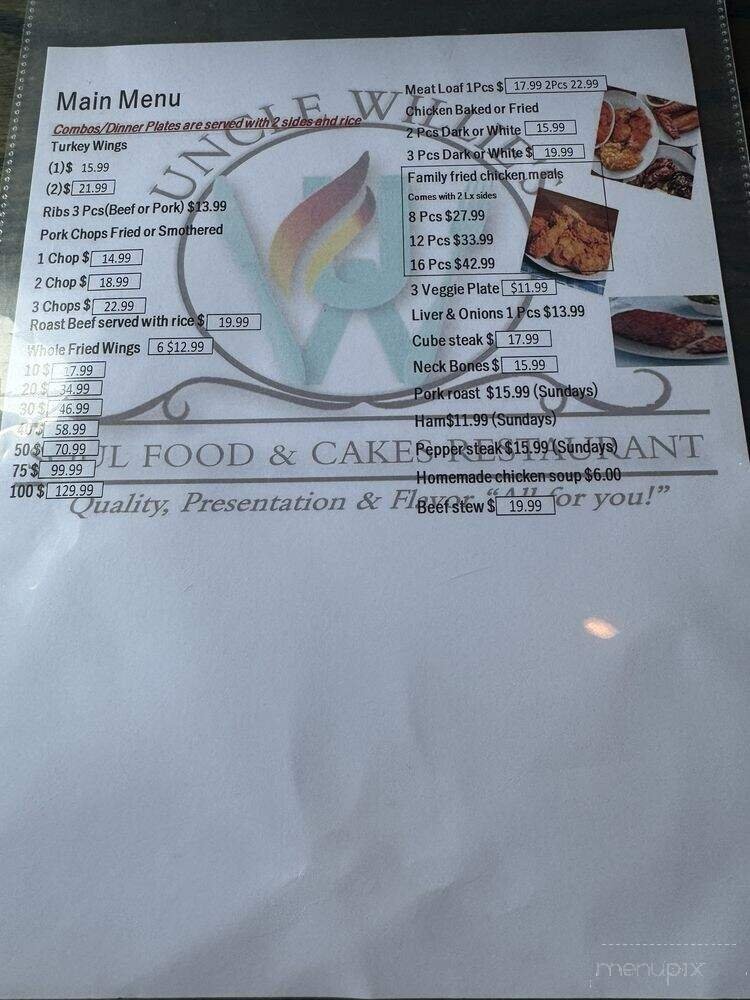 Main Menu
Combos/Dinner Plates are served with 2 sides and rice
Turkey Wings
(1)$ 15.99
(2)$ 21.99
Ribs 3 Pcs(Beef or Pork) $13.99
Pork Chops Fried or Smothered
1 Chop $ 14.99
2 Chop $ 18.99
3 Chops $ 22.99
Roast Beef served with rice $ 19.99
Whole Fried Wings 6 $12.99
10 $ 17.99
20 $ 34.99
30 $ 46.99
58.99
50 $ 70.99
75 $ 99.99
100 $ 129.99
Meat Loaf 1Pcs $ 17.99 2Pcs 22.99
Chicken Baked or Fried
2 Pcs Dark or White 15.99
3 Pcs Dark or White $ 19.99
Family fried chicken meals
Comes with 2 Lx sides
8 Pcs $27.99
12 Pcs $33.99
16 Pcs $42.99
3 Veggie Plate $11.99
Liver & Onions 1 Pcs $13.99
Cube steak $ 17.99
Neck Bones $ 15.99
Pork roast $15.99 (Sundays)
Ham$11.99 (Sundays)
Pepper steak $15.99 (Sundays)
Homemade chicken soup $6.00
Beef stew $ 19.99
UNCLE WILLIE'S
FOOD & CAKES RESTAURANT
Quality, Presentation & Flavor "All for you!"
menupix